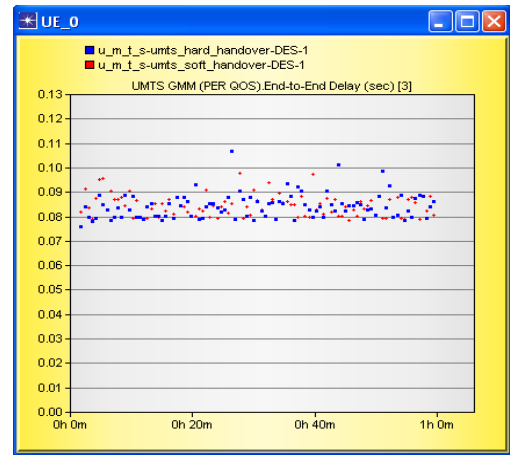 UE_0
u_m_t_s-umts_hard_handover-DES-1
u_m_t_s-umts_soft_handover-DES-1
UMTS GMM (PER QOS).End-to-End Delay (sec) [3]
0.13
0.12
0.11
0.10
0.09
0.08
0.07
0.06
0.05
0.04
0.03
0.02
0.01
0.00
0h 0m 0h 20m 0h 40m 1h 0m